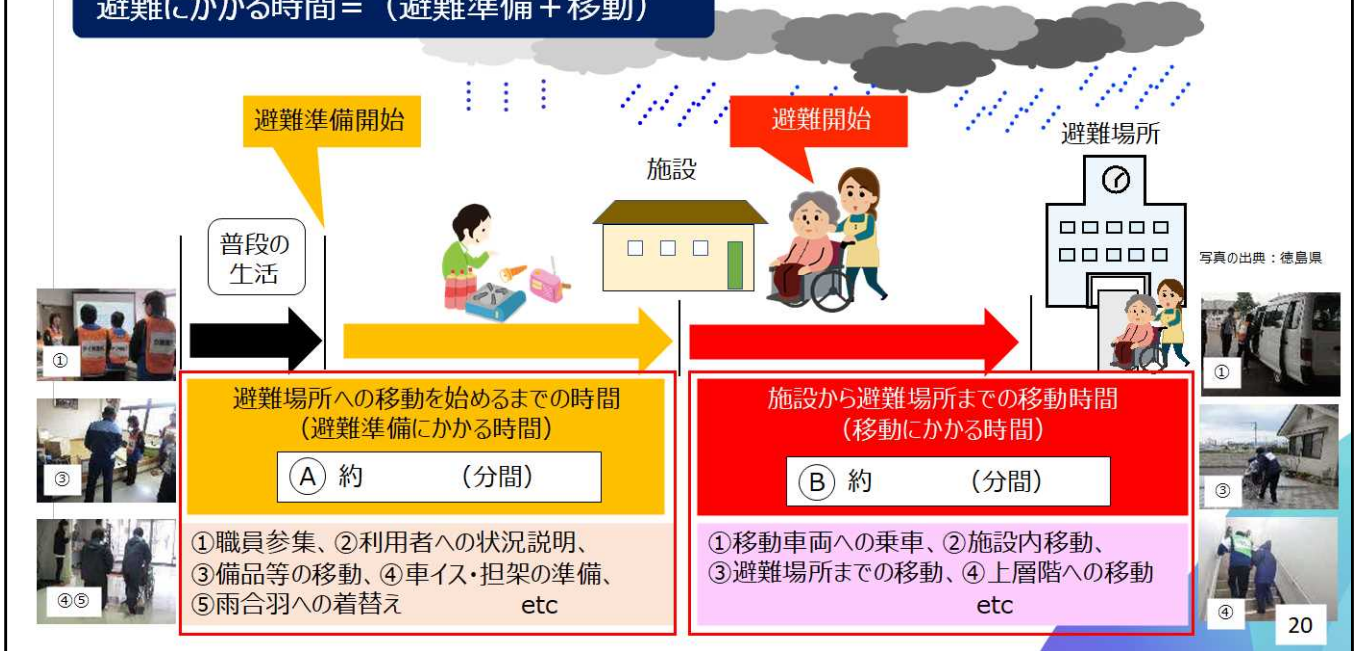 避難にかかる時間=（避難準備＋移動）
避難準備開始
避難開始
避難場所
施設
普段の
生活
写真の出典：徳島県
①
③
④⑤
避難場所への移動を始めるまでの時間
（避難準備にかかる時間）
Ⓐ 約 （分間）
①職員参集、②利用者への状況説明、
③備品等の移動、④車イス・担架の準備、
⑤雨合羽への着替え etc
施設から避難場所までの移動時間
（移動にかかる時間）
Ⓑ 約 （分間）
①移動車両への乗車、②施設内移動、
③避難場所までの移動、④上層階への移動
etc
①
③
④
20